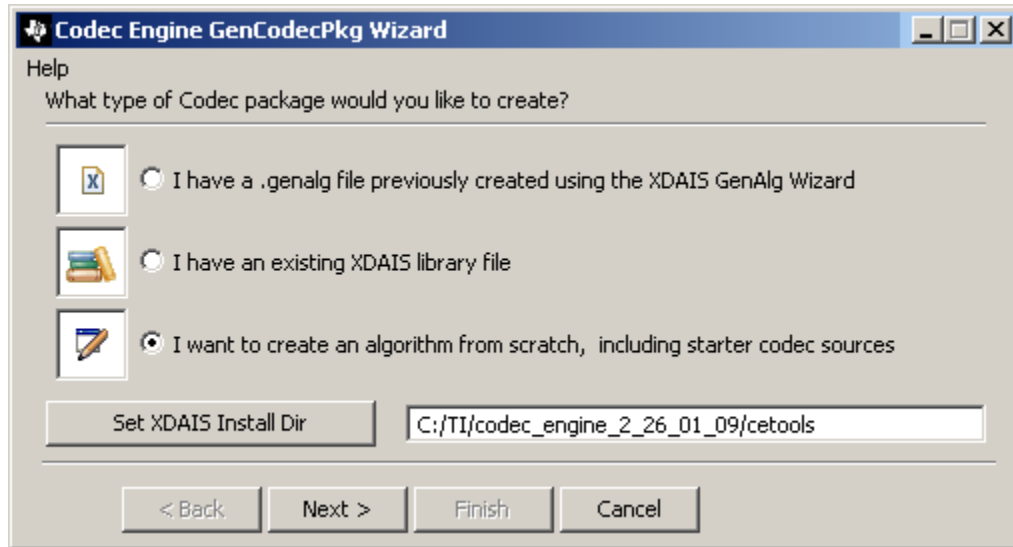 Codec Engine GenCodecPkg Wizard
Help
What type of Codec package would you like to create?
I have a .genalg file previously created using the XDAIS GenAlg Wizard
I have an existing XDAIS library file
I want to create an algorithm from scratch, including starter codec sources
Set XDAIS Install Dir C:/TI/codec_engine_2_26_01_09/cetools
< Back Next > Finish Cancel